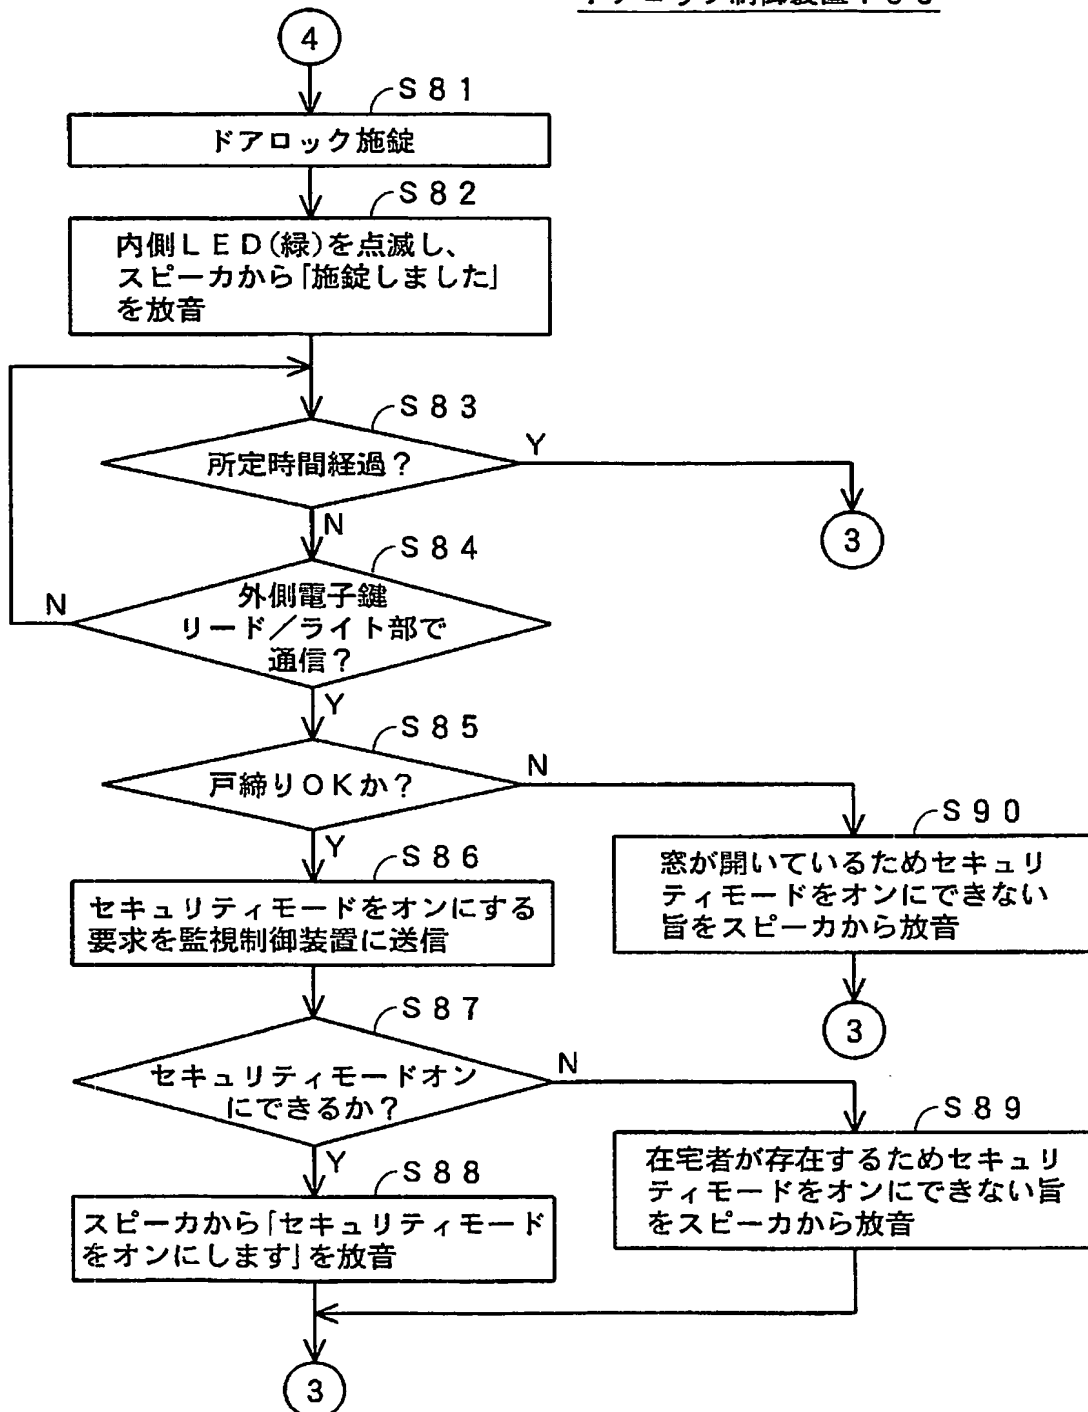 4
S81
ドアロック施錠
S82
内側LED(緑)を点滅し、
スピーカから「施錠しました」
を放音
S83
所定時間経過?
Y
N
3
S84
外側電子鍵
リード/ライト部で
通信?
N
Y
S85
戸締りOKか?
N
Y
S90
窓が開いているためセキュリ
ティモードをオンにできない
旨をスピーカから放音
3
S86
セキュリティモードをオンにする
要求を監視制御装置に送信
S87
セキュリティモードオン
にできるか?
N
Y
S89
在宅者が存在するためセキュリ
ティモードをオンにできない旨
をスピーカから放音
S88
スピーカから「セキュリティモード
をオンにします」を放音
3